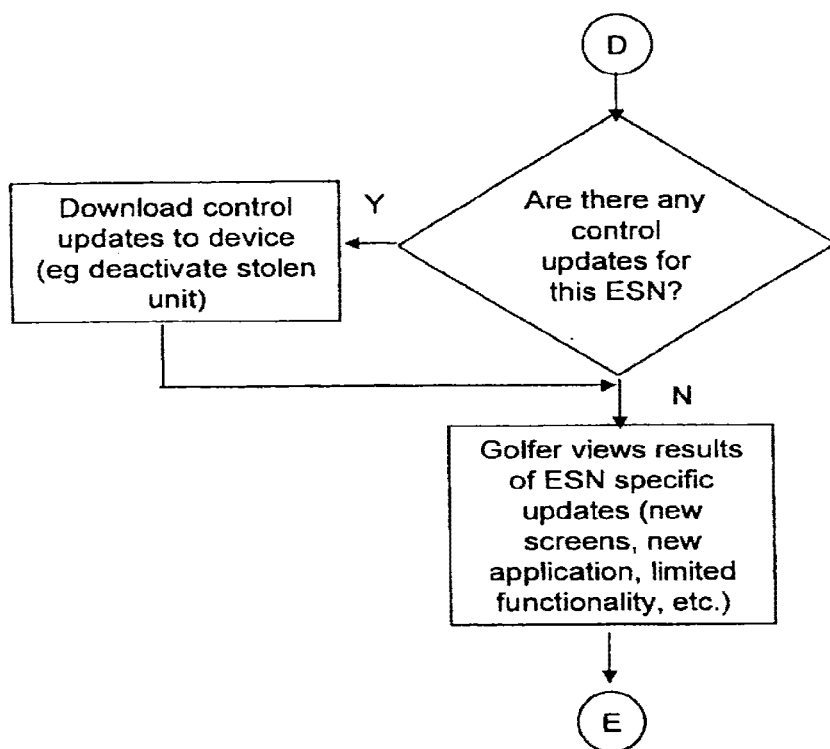 D
Are there any
control
updates for
this ESN?
Y
Download control
updates to device
(eg deactivate stolen
unit)
N
Golfer views results
of ESN specific
updates (new
screens, new
application, limited
functionality, etc.)
E